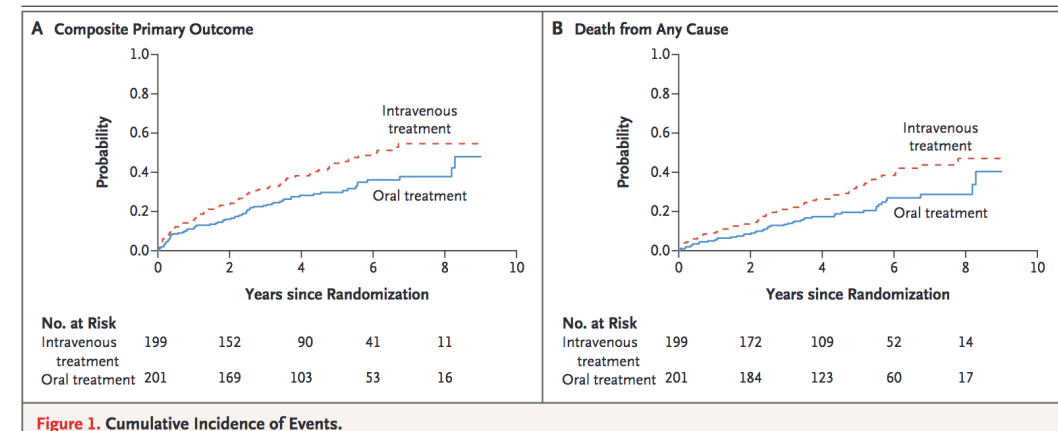 A Composite Primary Outcome
1.0
0.8
0.6
0.4
0.2
0.0
Probability
Intravenous
treatment
Oral treatment
0 2 4 6 8 10
Years since Randomization
No. at Risk
Intravenous 199 152 90 41 11
treatment
Oral treatment 201 169 103 53 16
B Death from Any Cause
1.0
0.8
0.6
0.4
0.2
0.0
Probability
Intravenous
treatment
Oral treatment
0 2 4 6 8 10
Years since Randomization
No. at Risk
Intravenous 199 172 109 52 14
treatment
Oral treatment 201 184 123 60 17
Figure 1. Cumulative Incidence of Events.